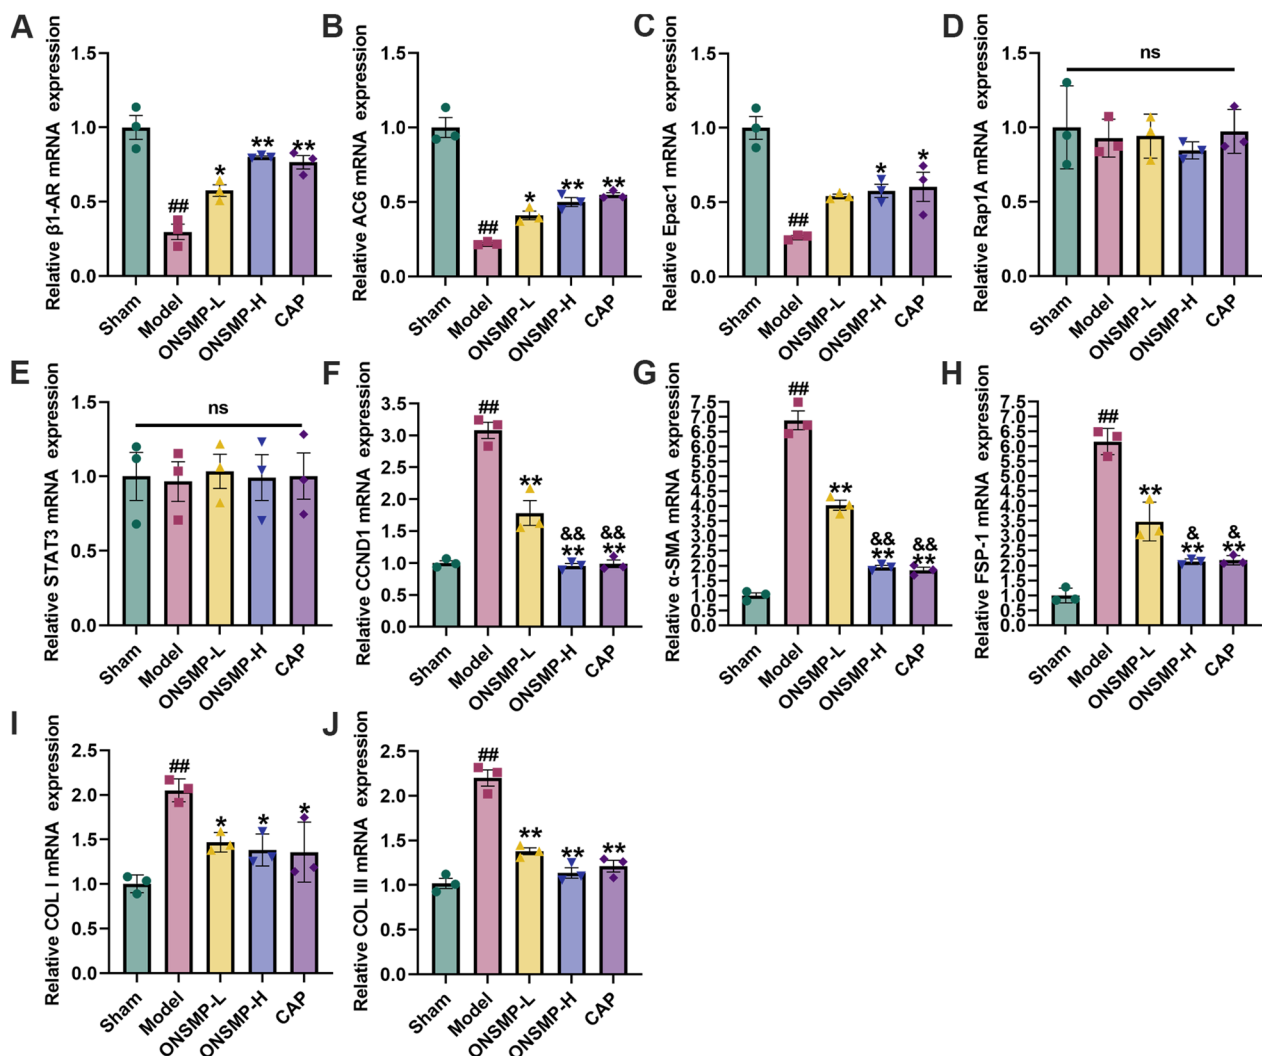 A
Relative β1-AR mRNA expression
1.5
1.0
0.5
0.0
##
*
**
**
Sham
Model
ONSMP-L
ONSMP-H
CAP
B
Relative AC6 mRNA expression
1.5
1.0
0.5
0.0
##
*
**
**
Sham
Model
ONSMP-L
ONSMP-H
CAP
C
Relative Epac1 mRNA expression
1.5
1.0
0.5
0.0
##
*
*
Sham
Model
ONSMP-L
ONSMP-H
CAP
D
Relative Rap1A mRNA expression
1.5
1.0
0.5
0.0
ns
Sham
Model
ONSMP-L
ONSMP-H
CAP
E
Relative STAT3 mRNA expression
1.5
1.0
0.5
0.0
ns
Sham
Model
ONSMP-L
ONSMP-H
CAP
F
Relative CCND1 mRNA expression
3.5
3.0
2.5
2.0
1.5
1.0
0.5
0.0
##
**
&&
**
&&
**
Sham
Model
ONSMP-L
ONSMP-H
CAP
G
Relative α-SMA mRNA expression
7.5
7.0
6.5
6.0
5.5
5.0
4.5
4.0
3.5
3.0
2.5
2.0
1.5
1.0
0.5
0.0
##
**
&&
**
&&
**
Sham
Model
ONSMP-L
ONSMP-H
CAP
H
Relative FSP-1 mRNA expression
7.5
7.0
6.5
6.0
5.5
5.0
4.5
4.0
3.5
3.0
2.5
2.0
1.5
1.0
0.5
0.0
##
**
&
**
&
**
Sham
Model
ONSMP-L
ONSMP-H
CAP
I
Relative COL I mRNA expression
2.5
2.0
1.5
1.0
0.5
0.0
##
*
*
*
Sham
Model
ONSMP-L
ONSMP-H
CAP
J
Relative COL III mRNA expression
2.5
2.0
1.5
1.0
0.5
0.0
##
**
**
**
Sham
Model
ONSMP-L
ONSMP-H
CAP